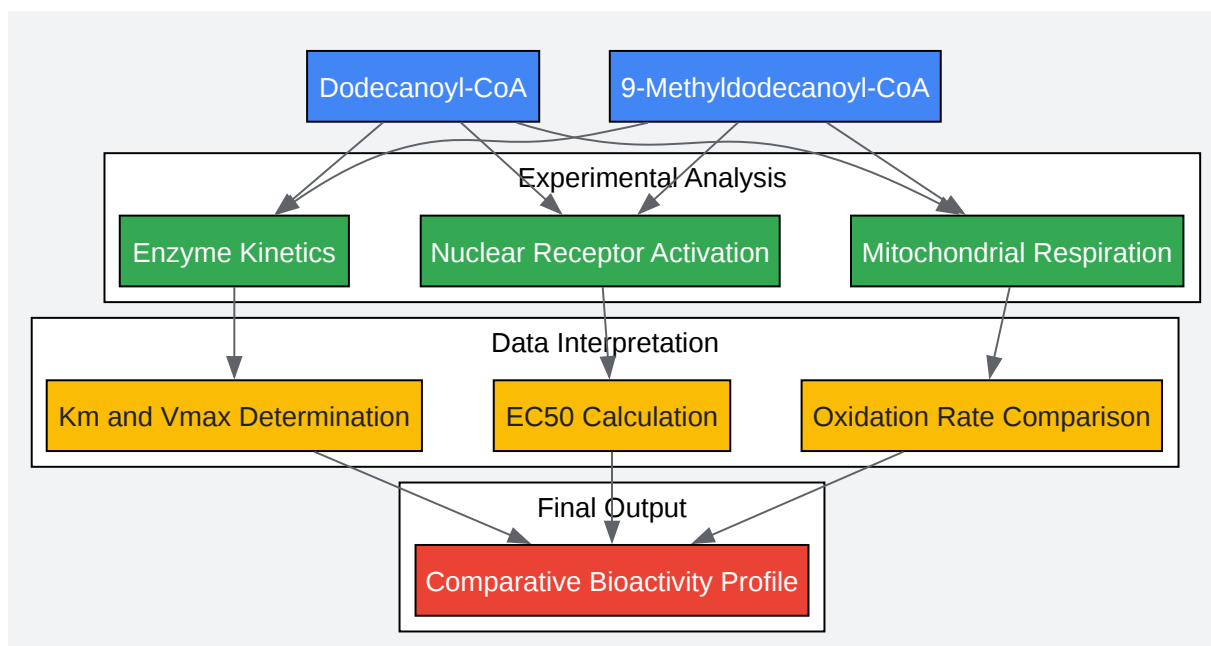 Dodecanoyl-CoA
9-Methyldodecanoyl-CoA
Experimental Analysis
Enzyme Kinetics
Nuclear Receptor Activation
Mitochondrial Respiration
Data Interpretation
Km and Vmax Determination
EC50 Calculation
Oxidation Rate Comparison
Final Output
Comparative Bioactivity Profile